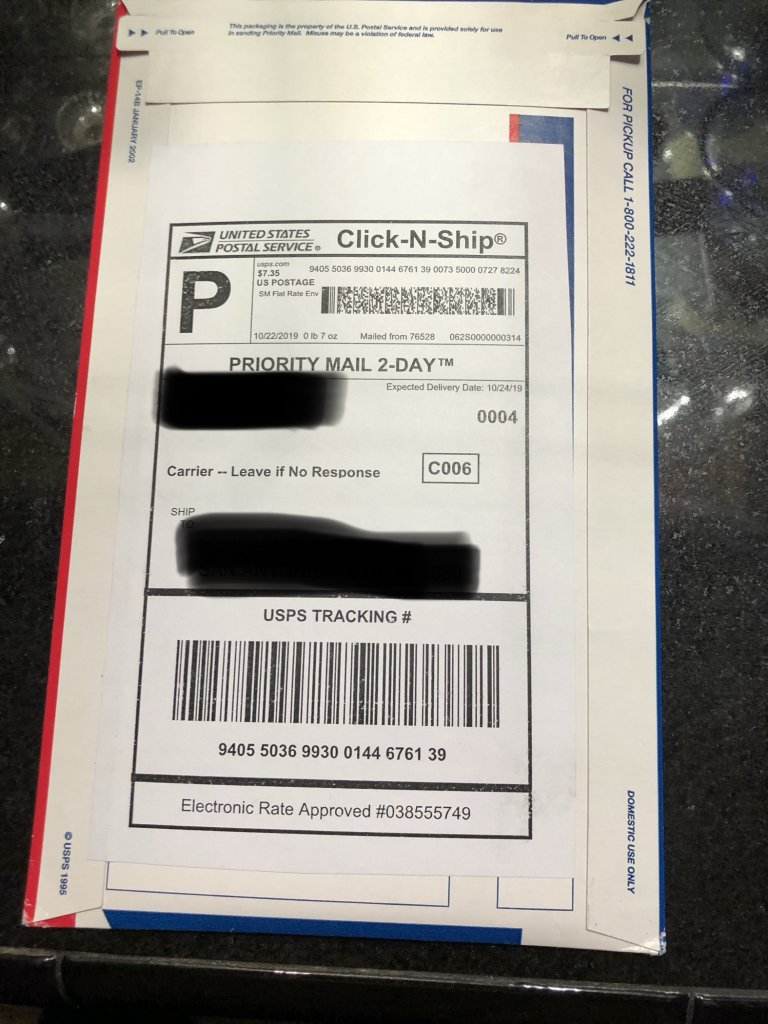 Pull To Open
This packaging is the property of the U.S. Postal Service and is provided solely for use
in sending Priority Mail. Misuse may be a violation of federal law.
Pull To Open
EP-14B JANUARY 2002
FOR PICKUP CALL 1-800-222-1811
UNITED STATES
POSTAL SERVICE®
Click-N-Ship®
P
usps.com
$7.35
US POSTAGE
SM Flat Rate Env
9405 5036 9930 0144 6761 39 0073 5000 0727 8224
10/22/2019 0 lb 7 oz Mailed from 76528 062S0000000314
PRIORITY MAIL 2-DAY™
Expected Delivery Date: 10/24/19
0004
Carrier -- Leave if No Response
C006
SHIP
TO:
USPS TRACKING #
9405 5036 9930 0144 6761 39
Electronic Rate Approved #038555749
© USPS 1995
DOMESTIC USE ONLY